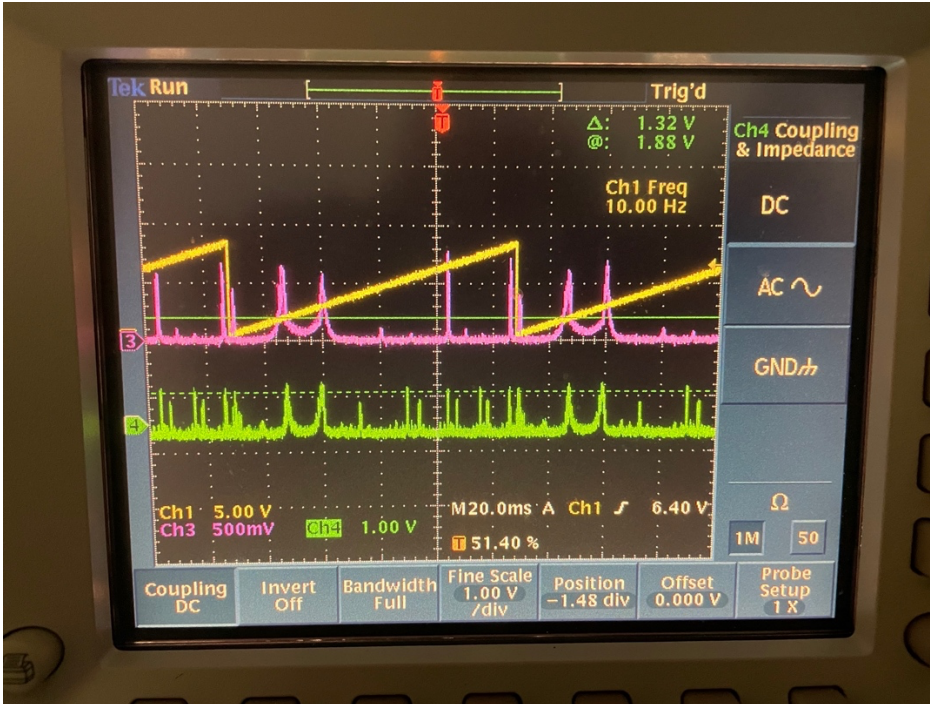 Tek Run
Trig'd
T
T
Δ: 1.32 V
@: 1.88 V
Ch4 Coupling
& Impedance
Ch1 Freq
10.00 Hz
DC
AC
GND
3
4
Ch1 5.00 V
Ch3 500mV
Ch4 1.00 V
M20.0ms A Ch1 6.40 V
T 51.40 %
Ω
1M
50
Coupling
DC
Invert
Off
Bandwidth
Full
Fine Scale
1.00 V
/div
Position
−1.48 div
Offset
0.000 V
Probe
Setup
1 X